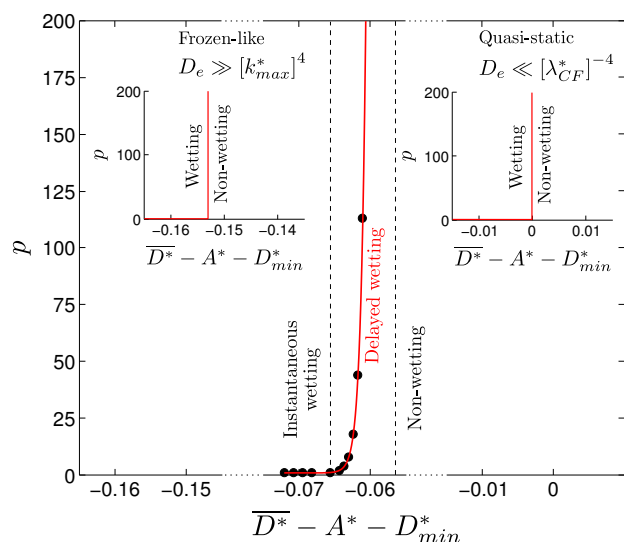 200
175
150
125
100
75
50
25
0
p
Frozen-like
D_e ≫ [k*_max]^4
200
100
0
p
Wetting
Non-wetting
−0.16 −0.15 −0.14
\overline{D*} − A* − D*_min
Quasi-static
D_e ≪ [λ*_CF]^−4
200
100
0
p
Wetting
Non-wetting
−0.01 0 0.01
\overline{D*} − A* − D*_min
Instantaneous
wetting
Delayed wetting
Non-wetting
−0.16 −0.15 −0.07 −0.06 −0.01 0
\overline{D*} − A* − D*_min